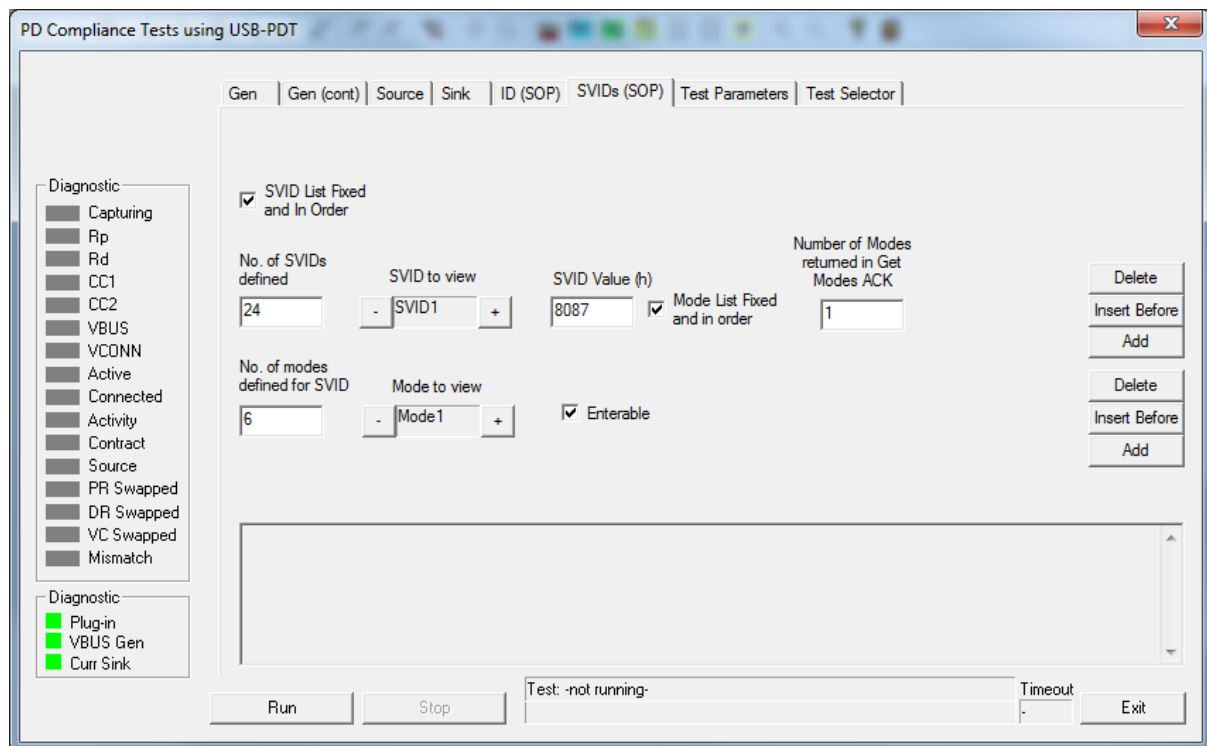 PD Compliance Tests using USB-PDT
x
Gen Gen (cont) Source Sink ID (SOP) SVIDs (SOP) Test Parameters Test Selector
Diagnostic
Capturing
Rp
Rd
CC1
CC2
VBUS
VCONN
Active
Connected
Activity
Contract
Source
PR Swapped
DR Swapped
VC Swapped
Mismatch
Diagnostic
Plug-in
VBUS Gen
Curr Sink
SVID List Fixed
and In Order
No. of SVIDs
defined
24
SVID to view
- SVID1 +
SVID Value (h)
8087
Mode List Fixed
and in order
Number of Modes
returned in Get
Modes ACK
1
Delete
Insert Before
Add
No. of modes
defined for SVID
6
Mode to view
- Mode1 +
Enterable
Delete
Insert Before
Add
Run
Stop
Test: -not running-
Timeout
-
Exit